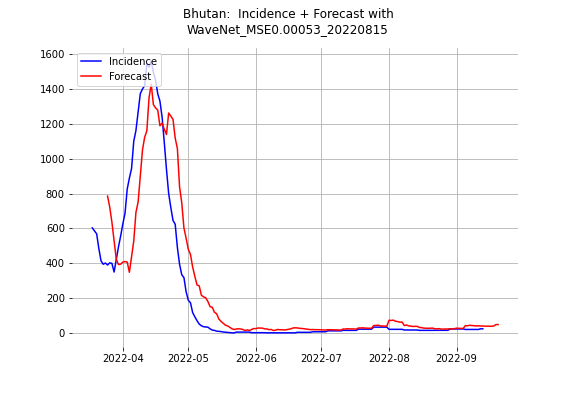 Bhutan:  Incidence + Forecast with
WaveNet_MSE0.00053_20220815
Incidence
Forecast
1600
1400
1200
1000
800
600
400
200
0
2022-04 2022-05 2022-06 2022-07 2022-08 2022-09